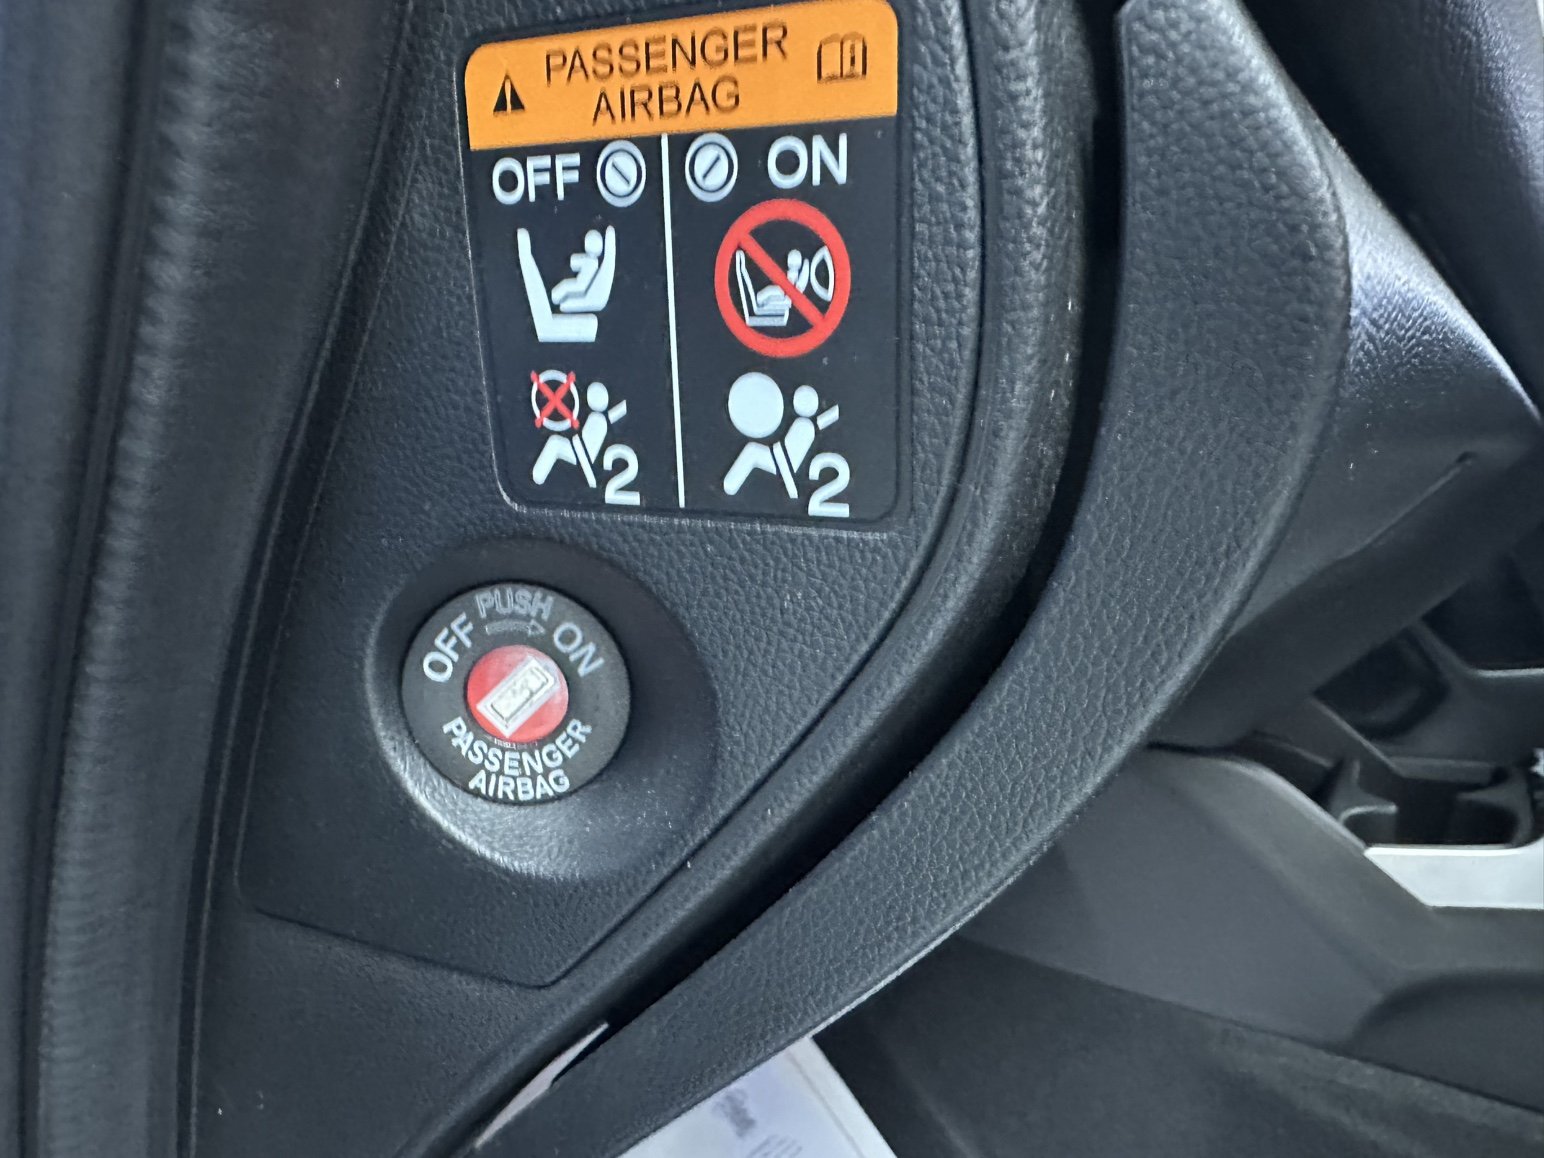 PASSENGER
AIRBAG
OFF ON
2 2
PUSH
OFF ON
PASSENGER
AIRBAG